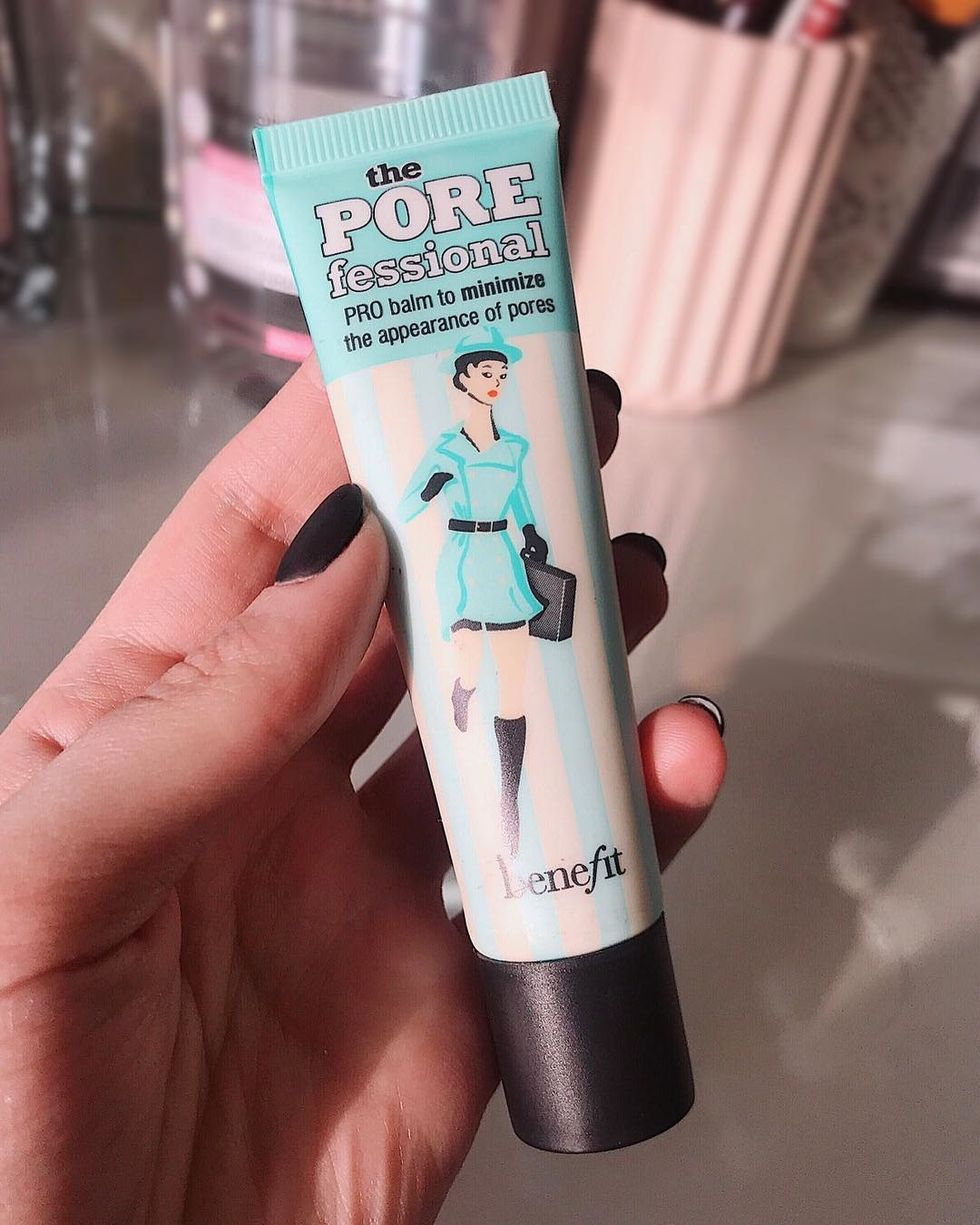 the
PORE
fessional
PRO balm to minimize
the appearance of pores
benefit